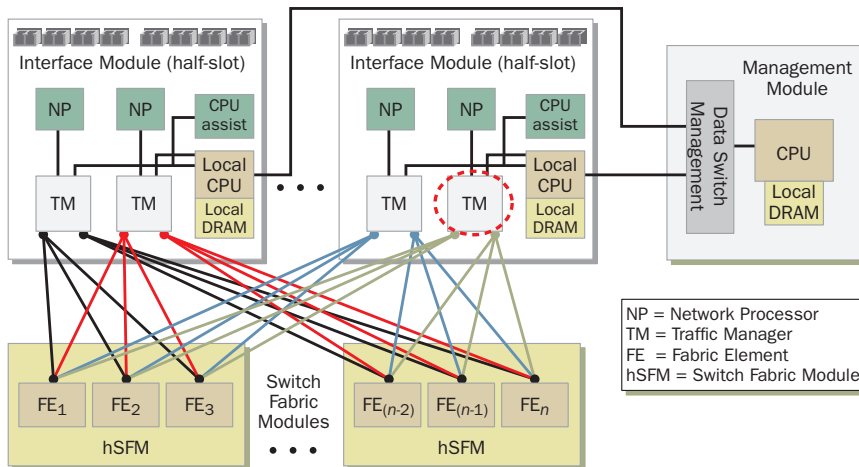 Interface Module (half-slot)
NP
NP
CPU
assist
Local
CPU
TM
TM
Local
DRAM
Interface Module (half-slot)
NP
NP
CPU
assist
Local
CPU
TM
TM
Local
DRAM
Management
Module
Data Switch
Management
CPU
Local
DRAM
NP = Network Processor
TM = Traffic Manager
FE = Fabric Element
hSFM = Switch Fabric Module
FE1
FE2
FE3
hSFM
Switch
Fabric
Modules
FE(n-2)
FE(n-1)
FEn
hSFM